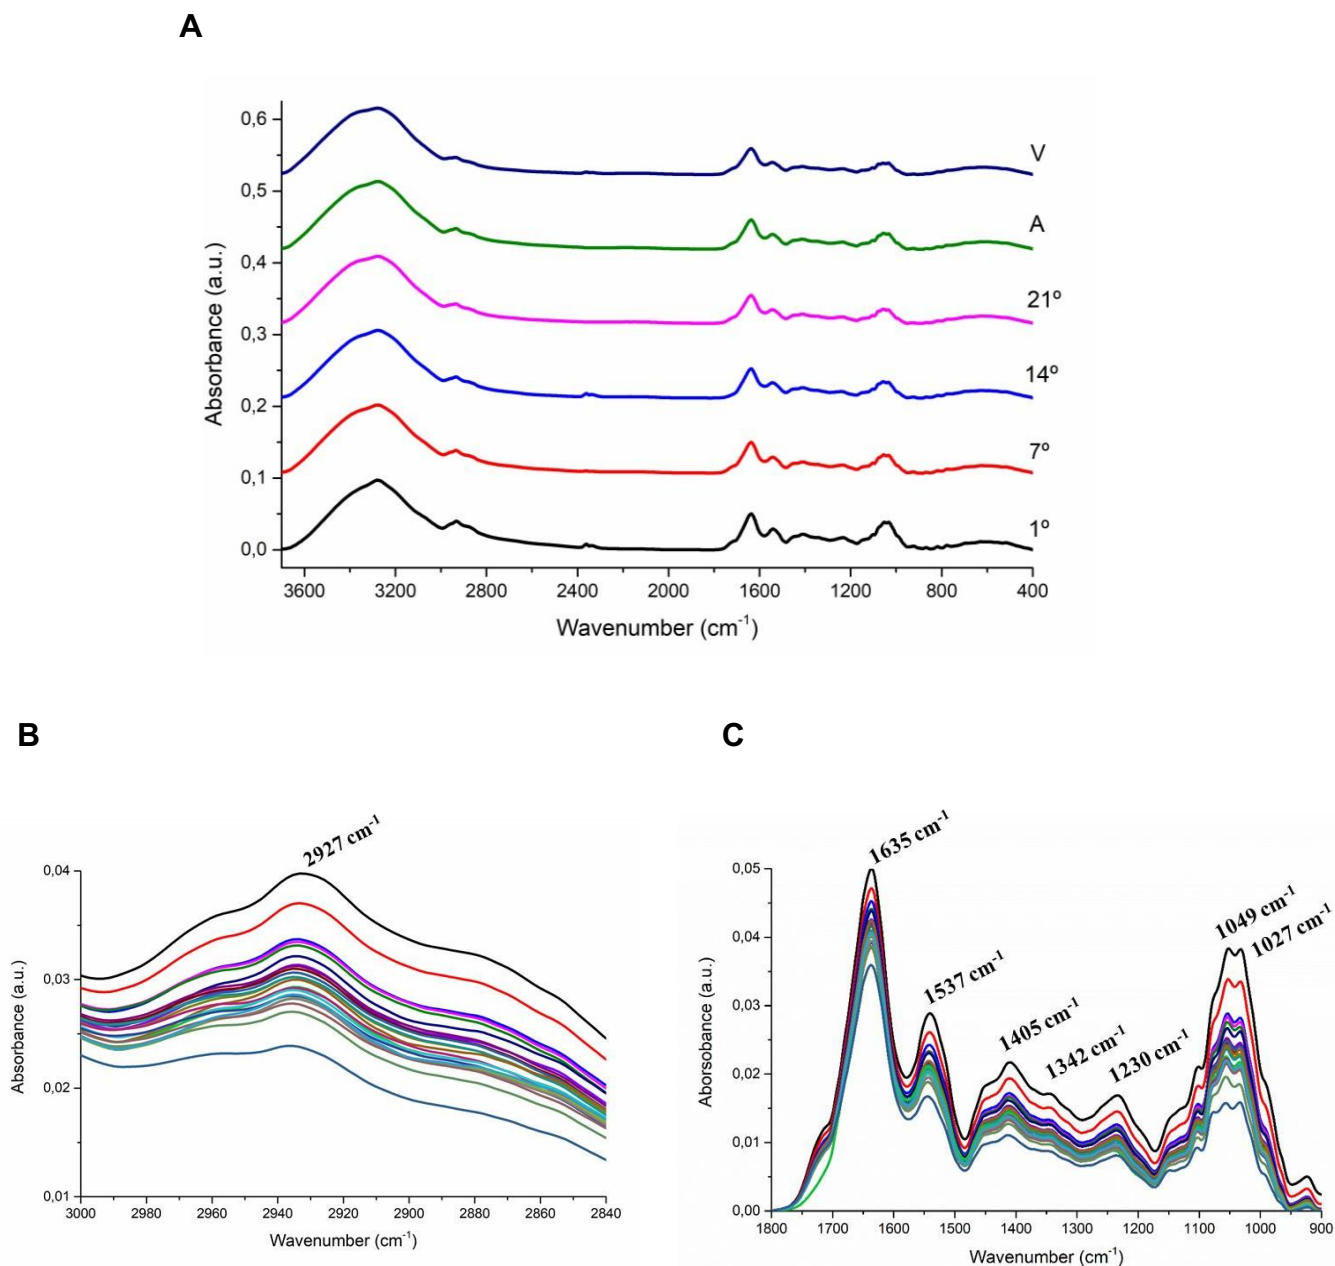 A
0,6
0,5
0,4
0,3
0,2
0,1
0,0
Absorbance (a.u.)
V
A
21º
14º
7º
1º
3600 3200 2800 2400 2000 1600 1200 800 400
Wavenumber (cm-1)
B
2927 cm-1
0,04
0,03
0,02
0,01
Absorbance (a.u.)
3000 2980 2960 2940 2920 2900 2880 2860 2840
Wavenumber (cm-1)
C
1635 cm-1
1537 cm-1
1405 cm-1
1342 cm-1
1230 cm-1
1049 cm-1
1027 cm-1
0,05
0,04
0,03
0,02
0,01
0,00
Aborsbance (a.u.)
1800 1700 1600 1500 1400 1300 1200 1100 1000 900
Wavenumber (cm-1)